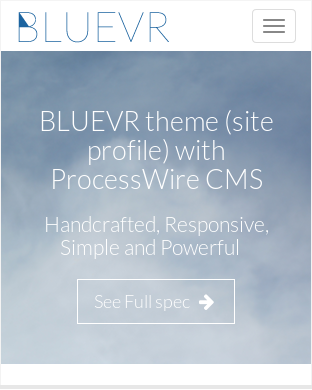 BLUEVR
BLUEVR theme (site
profile) with
ProcessWire CMS
Handcrafted, Responsive,
Simple and Powerful
See Full spec